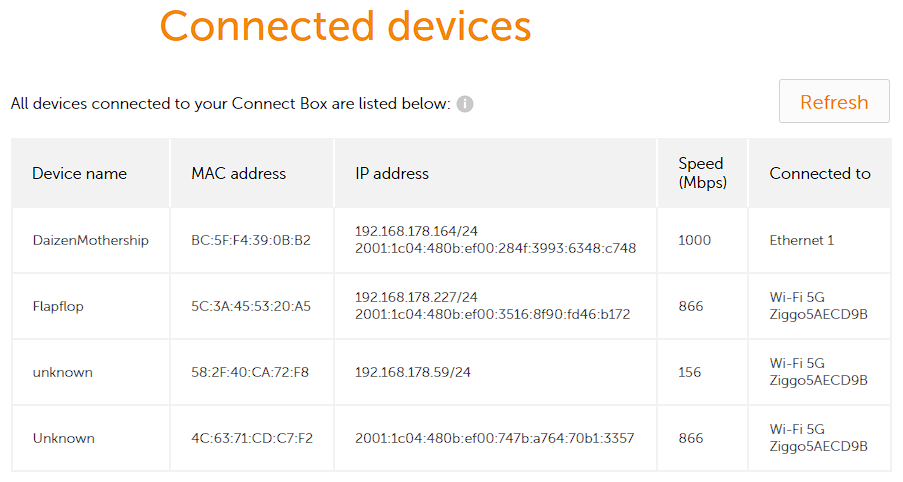 Connected devices
All devices connected to your Connect Box are listed below: i
Refresh
Device name MAC address IP address Speed (Mbps) Connected to
DaizenMothership BC:5F:F4:39:0B:B2 192.168.178.164/24 1000 Ethernet 1
2001:1c04:480b:ef00:284f:3993:6348:c748
Flapflop 5C:3A:45:53:20:A5 192.168.178.227/24 866 Wi-Fi 5G
2001:1c04:480b:ef00:3516:8f90:fd46:b172 Ziggo5AECD9B
unknown 58:2F:40:CA:72:F8 192.168.178.59/24 156 Wi-Fi 5G
Ziggo5AECD9B
Unknown 4C:63:71:CD:C7:F2 2001:1c04:480b:ef00:747b:a764:70b1:3357 866 Wi-Fi 5G
Ziggo5AECD9B